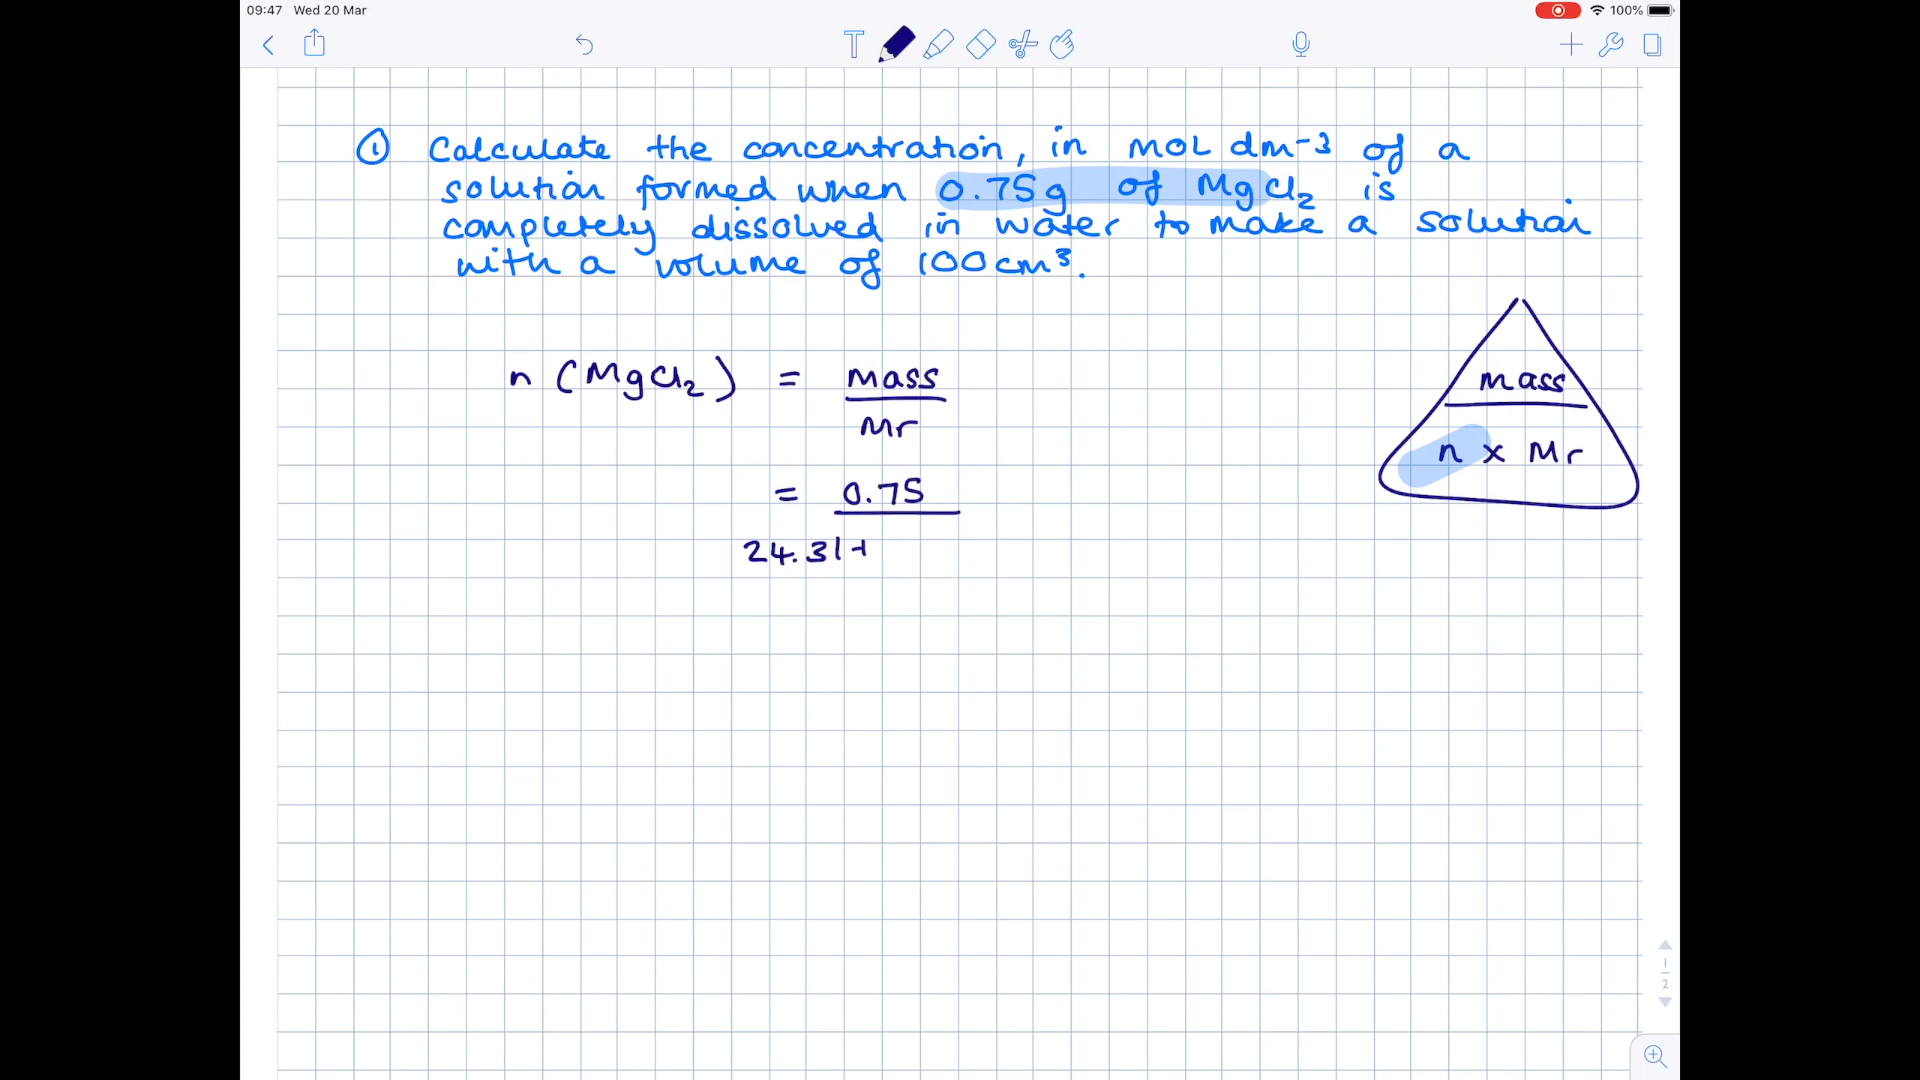 09:47 Wed 20 Mar
100%
T
① Calculate the concentration, in mol dm-3 of a
solution formed when 0.75g of MgCl2 is
completely dissolved in water to make a solution
with a volume of 100cm³.
n (MgCl2) = mass
Mr
= 0.75
24.31+
mass
n x Mr
1
2